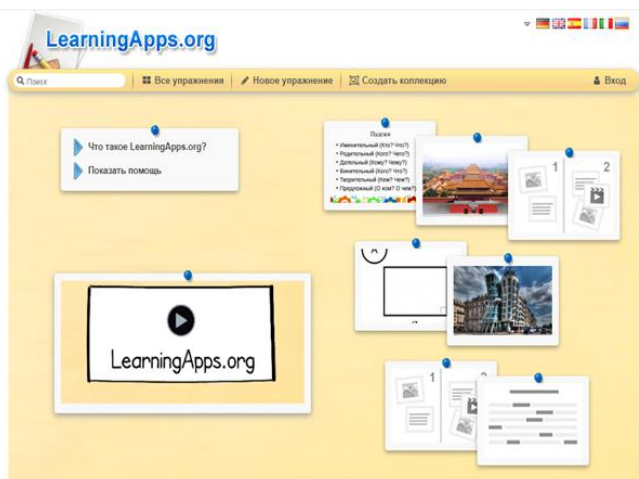 LearningApps.org
Поиск
Все упражнения
Новое упражнение
Создать коллекцию
Вход
Что такое LearningApps.org?
Показать помощь
Падежи
• Именительный (Кто? Что?)
• Родительный (Кого? Чего?)
• Дательный (Кому? Чему?)
• Винительный (Кого? Что?)
• Творительный (Кем? Чем?)
• Предложный (О ком? О чем?)
1 2
A
LearningApps.org
1